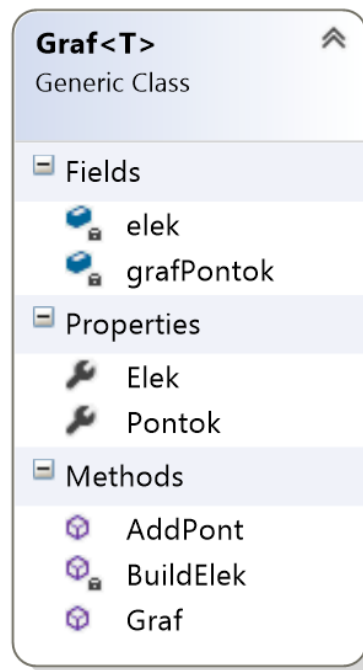 Graf<T>
Generic Class
Fields
elek
grafPontok
Properties
Elek
Pontok
Methods
AddPont
BuildElek
Graf